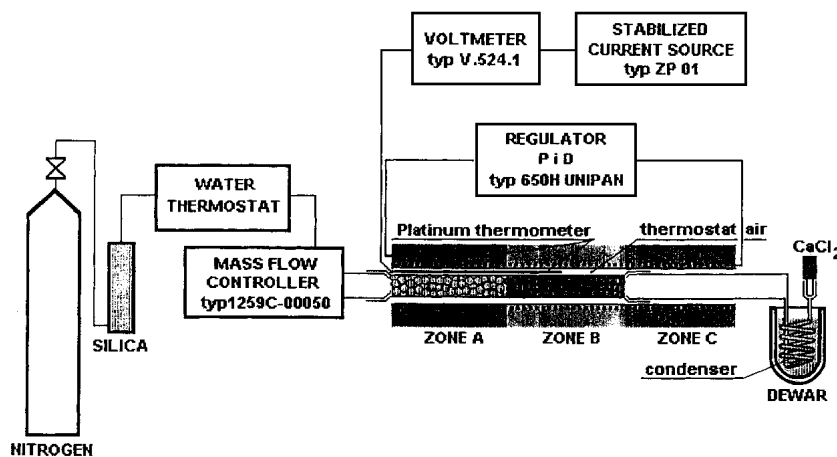 VOLTMETER
typ V.524.1
STABILIZED
CURRENT SOURCE
typ ZP 01
REGULATOR
P i D
typ 650H UNIPAN
WATER
THERMOSTAT
Platinum thermometer
thermostat air
CaCl2
MASS FLOW
CONTROLLER
typ1259C-00050
SILICA
ZONE A
ZONE B
ZONE C
condenser
DEWAR
NITROGEN